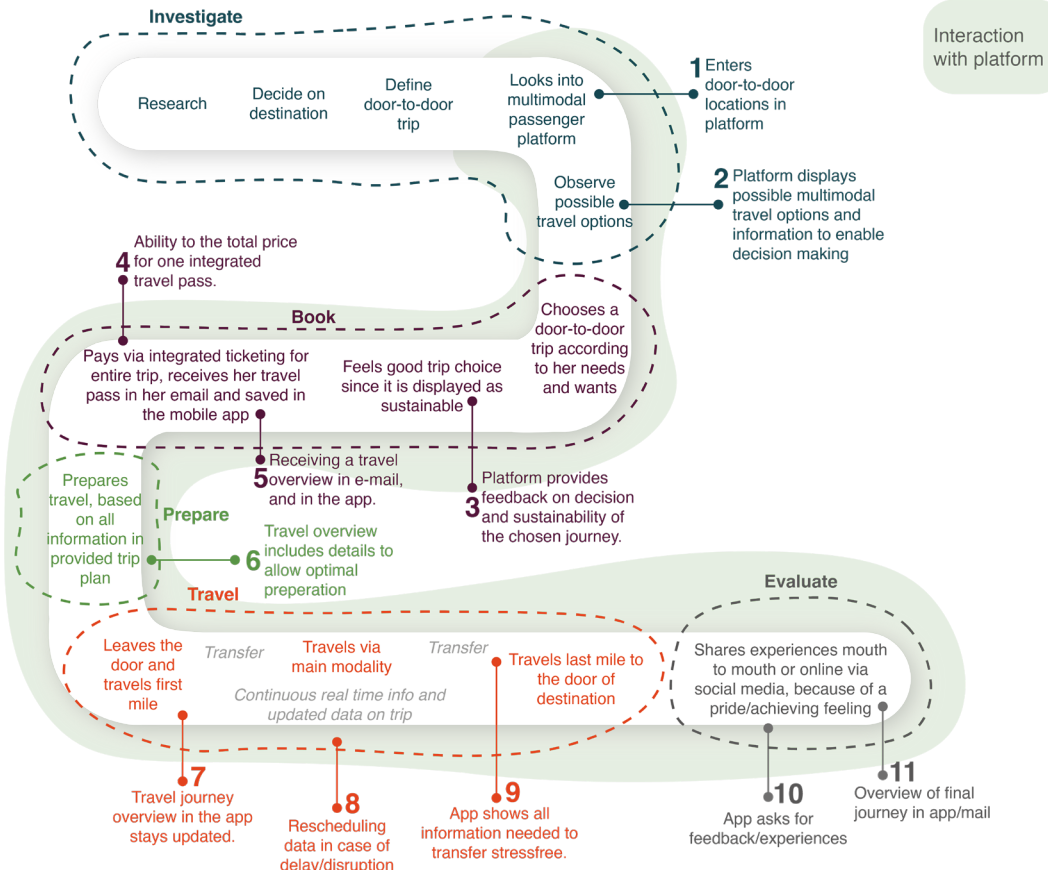 Investigate
Interaction
with platform
Research
Decide on
destination
Define
door-to-door
trip
Looks into
multimodal
passenger
platform
1 Enters
door-to-door
locations in
platform
Observe
possible
travel options
2 Platform displays
possible multimodal
travel options and
information to enable
decision making
4 Ability to the total price
for one integrated
travel pass.
Book
Chooses a
door-to-door
trip according
to her needs
and wants
Pays via integrated ticketing for
entire trip, receives her travel
pass in her email and saved in
the mobile app
Feels good trip choice
since it is displayed as
sustainable
5 Receiving a travel
overview in e-mail,
and in the app.
3 Platform provides
feedback on decision
and sustainability of
the chosen journey.
Prepares
travel, based
on all
information in
provided trip
plan
Prepare
6 Travel overview
includes details to
allow optimal
preperation
Travel
Evaluate
Leaves the
door and
travels first
mile
Transfer
Travels via
main modality
Transfer
Travels last mile to
the door of
destination
Continuous real time info and
updated data on trip
Shares experiences mouth
to mouth or online via
social media, because of a
pride/achieving feeling
7
Travel journey
overview in the app
stays updated.
8
Rescheduling
data in case of
delay/disruption
9
App shows all
information needed to
transfer stressfree.
10
App asks for
feedback/experiences
11
Overview of final
journey in app/mail